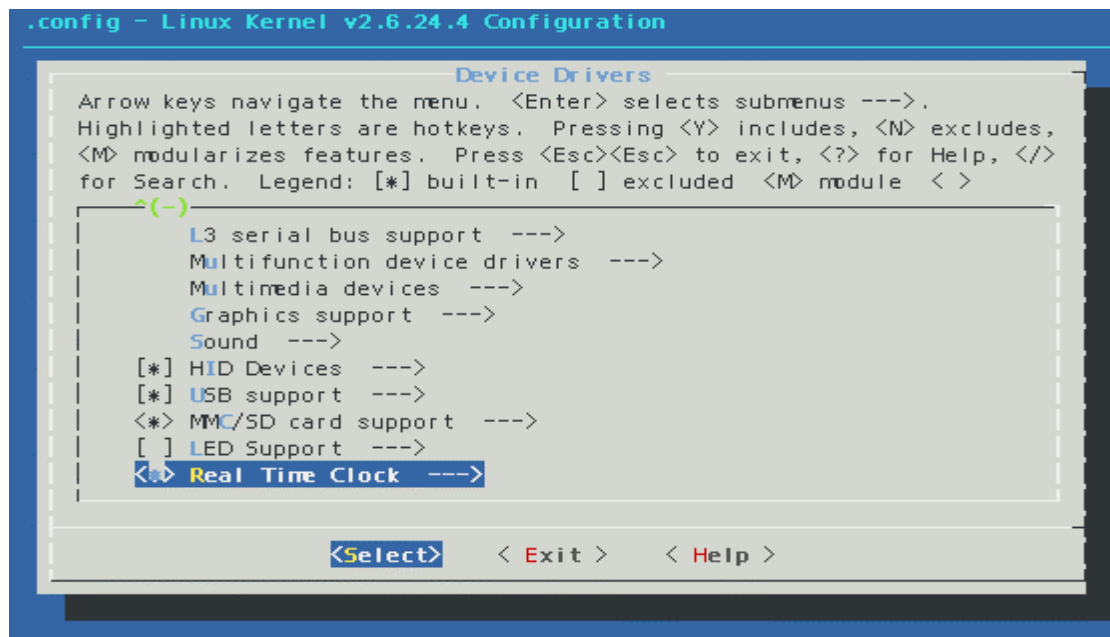 .config - Linux Kernel v2.6.24.4 Configuration
Device Drivers
Arrow keys navigate the menu. <Enter> selects submenus --->.
Highlighted letters are hotkeys. Pressing <Y> includes, <N> excludes,
<M> modularizes features. Press <Esc><Esc> to exit, <?> for Help, </>
for Search. Legend: [*] built-in [ ] excluded <M> module < >
^(-)
L3 serial bus support --->
Multifunction device drivers --->
Multimedia devices --->
Graphics support --->
Sound --->
[*] HID Devices --->
[*] USB support --->
<*> MMC/SD card support --->
[ ] LED Support --->
<*> Real Time Clock --->
<Select> < Exit > < Help >